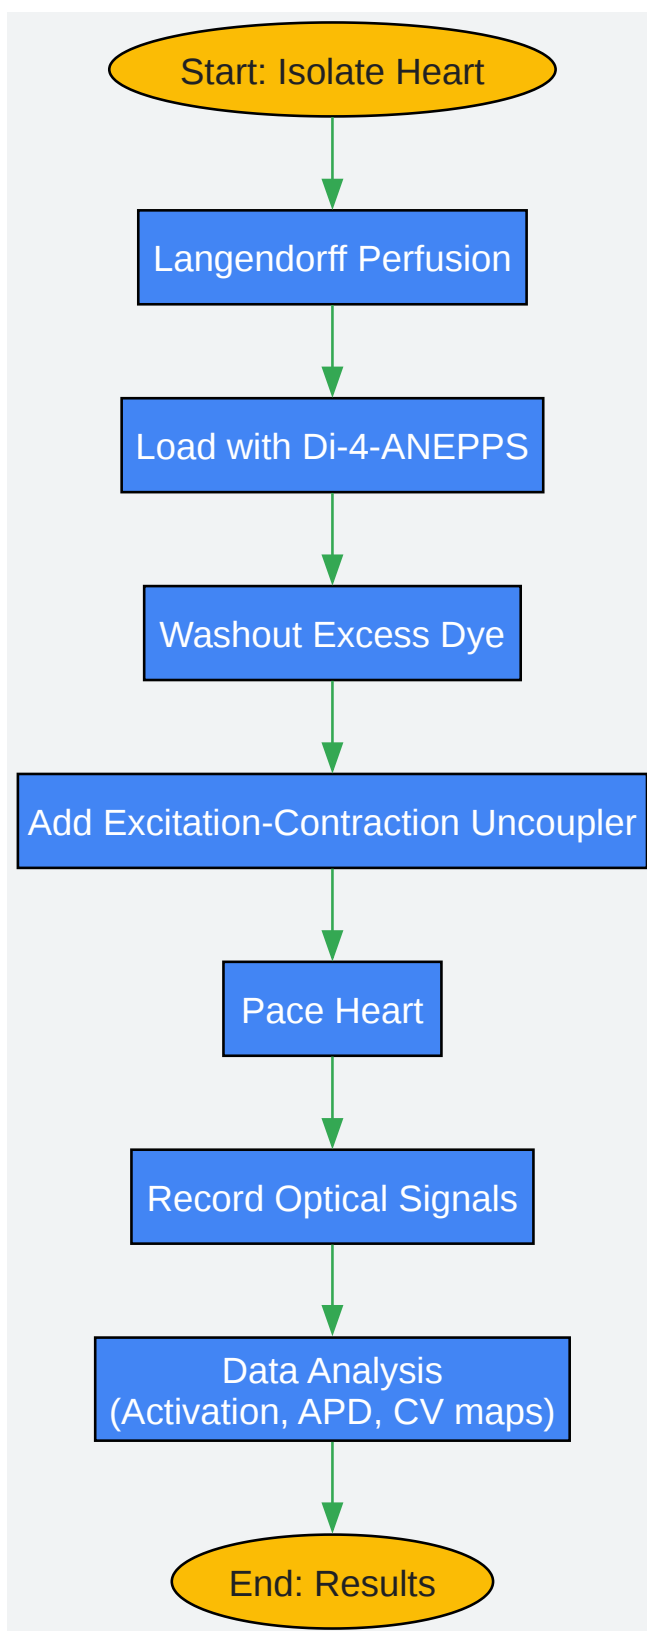 Start: Isolate Heart
Langendorff Perfusion
Load with Di-4-ANEPPS
Washout Excess Dye
Add Excitation-Contraction Uncoupler
Pace Heart
Record Optical Signals
Data Analysis
(Activation, APD, CV maps)
End: Results